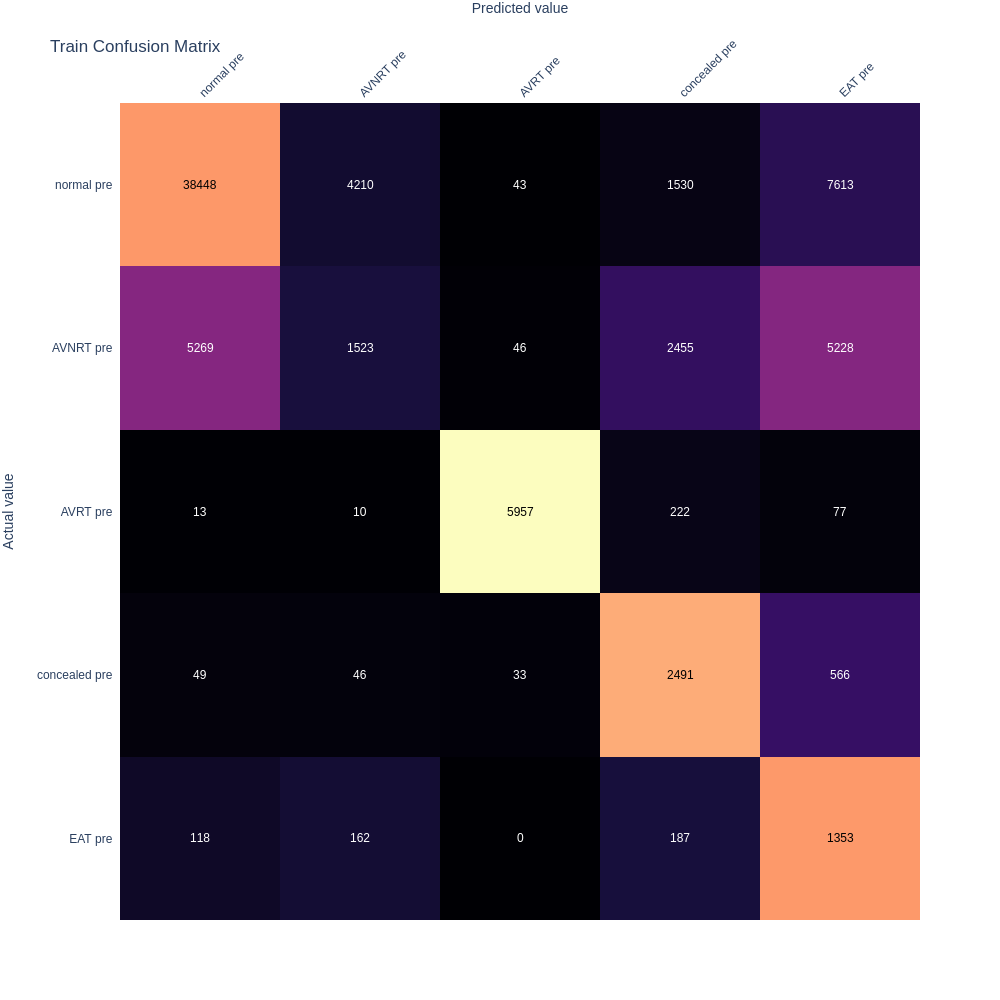 Predicted value
Train Confusion Matrix
normal pre AVNRT pre AVRT pre concealed pre EAT pre
normal pre 38448 4210 43 1530 7613
AVNRT pre 5269 1523 46 2455 5228
Actual value
AVRT pre 13 10 5957 222 77
concealed pre 49 46 33 2491 566
EAT pre 118 162 0 187 1353